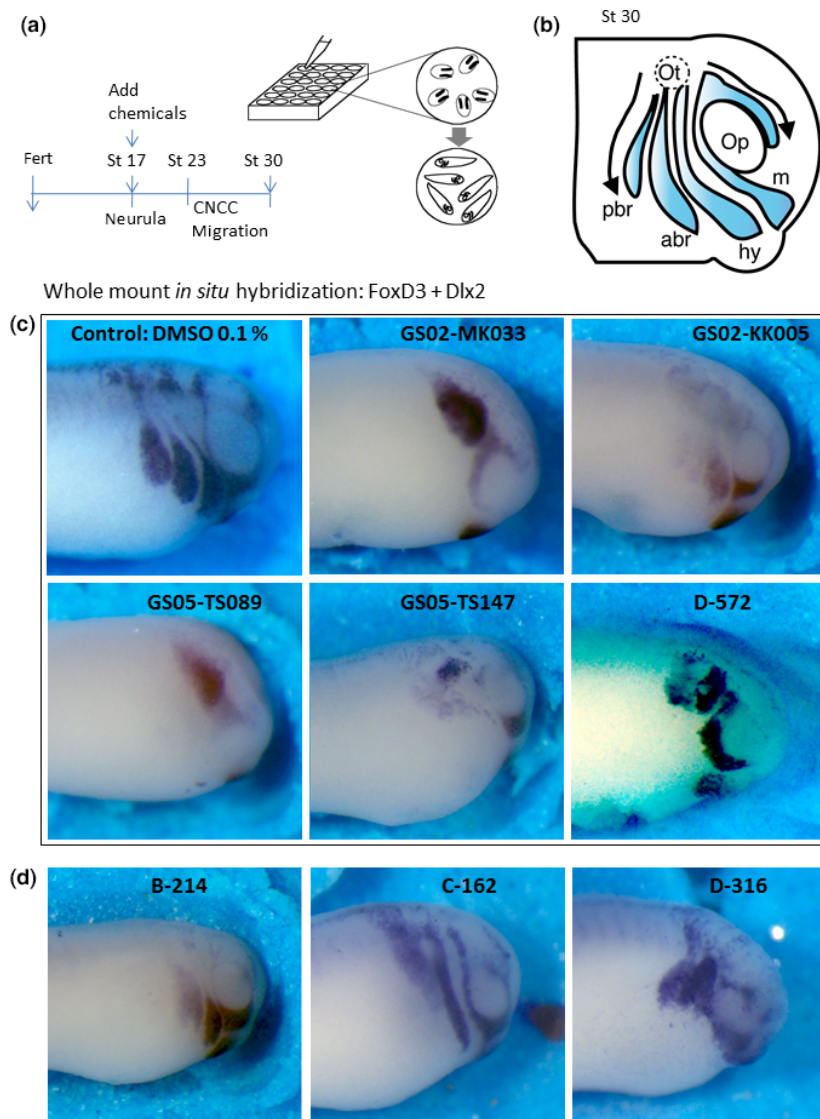 (a)
Add
chemicals
Fert
St 17
St 23
St 30
Neurula
CNCC
Migration
(b)
St 30
Ot
Op
m
pbr
abr
hy
Whole mount in situ hybridization: FoxD3 + Dlx2
(c)
Control: DMSO 0.1 %
GS02-MK033
GS02-KK005
GS05-TS089
GS05-TS147
D-572
(d)
B-214
C-162
D-316